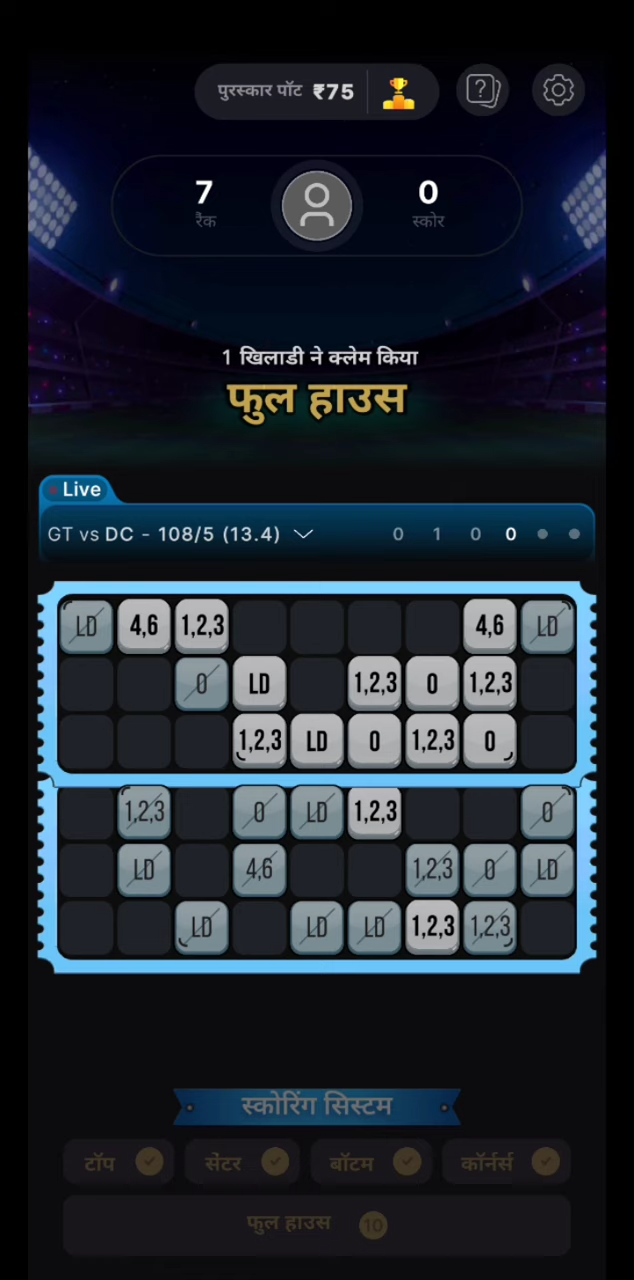 पुरस्कार पॉट ₹75
7 0
रैंक स्कोर
1 खिलाडी ने क्लेम किया
फुल हाउस
Live
GT vs DC - 108/5 (13.4) 0 1 0 0
LD 4,6 1,2,3 4,6 LD
0 LD 1,2,3 0 1,2,3
1,2,3 LD 0 1,2,3 0
1,2,3 0 LD 1,2,3 0
LD 4,6 1,2,3 0 LD
LD LD LD 1,2,3 1,2,3
स्कोरिंग सिस्टम
टॉप सेंटर बॉटम कॉर्नर्स
फुल हाउस 10